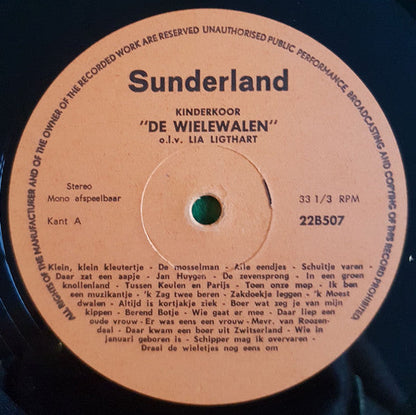 ALL RIGHTS OF THE MANUFACTURER AND OF THE OWNER OF THE RECORDED WORK ARE RESERVED UNAUTHORISED PUBLIC PERFORMANCE, BROADCASTING AND COPYING OF THIS RECORD PROHIBITED.
Sunderland
KINDERKOOR
"DE WIELEWALEN"
o.l.v. LIA LIGTHART
Stereo
Mono afspeelbaar
33 1/3 RPM
Kant A
22B507
Klein, klein kleutertje - De mosselman - Alle eendjes - Schuitje varen -
Daar zat een aapje - Jan Huygen - De zevensprong - In een groen
knollenland - Tussen Keulen en Parijs - Toen onze mop - Ik ben
een muzikantje - 'k Zag twee beren - Zakdoekje leggen - 'k Moest
dwalen - Altijd is kortjakje ziek - Boer wat zeg je van mijn
kippen - Berend Botje - Wie gaat er mee - Daar liep een
oude vrouw - Er was eens een vrouw - Mevr. van Roozen-
deal - Daar kwam een boer uit Zwitserland - Wie in
januari geboren is - Schipper mag ik overvaren -
Draai de wieletjes nog eens om